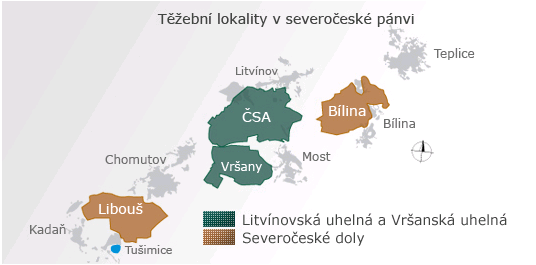 Těžební lokality v severočeské pánvi
Teplice
Litvínov
ČSA
Bílina
Bílina
Most
Vršany
Chomutov
Libouš
Kadaň
Tušimice
Litvínovská uhelná a Vršanská uhelná
Severočeské doly